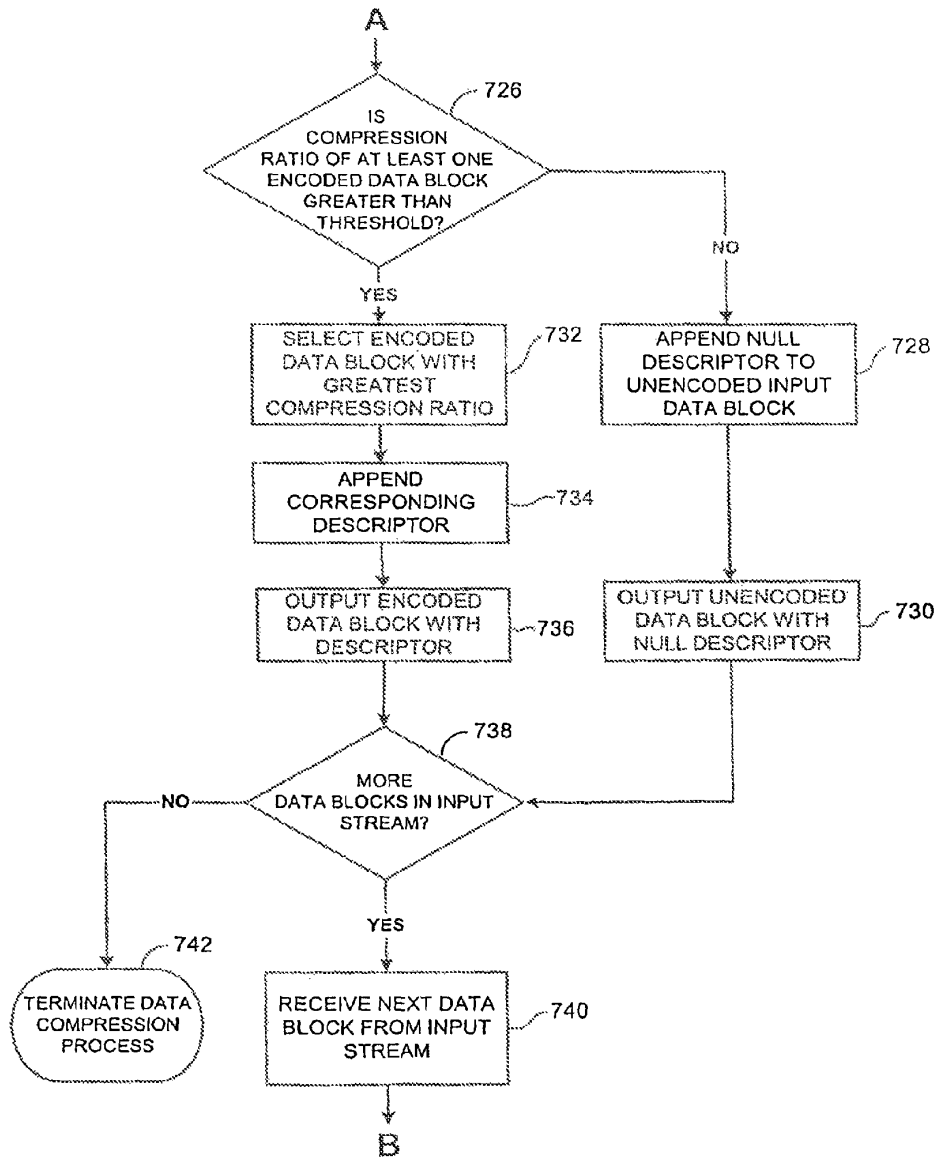 A
726
IS
COMPRESSION
RATIO OF AT LEAST ONE
ENCODED DATA BLOCK
GREATER THAN
THRESHOLD?
NO
YES
SELECT ENCODED
DATA BLOCK WITH
GREATEST
COMPRESSION RATIO
732
APPEND NULL
DESCRIPTOR TO
UNENCODED INPUT
DATA BLOCK
728
APPEND
CORRESPONDING
DESCRIPTOR
734
OUTPUT ENCODED
DATA BLOCK WITH
DESCRIPTOR
736
OUTPUT UNENCODED
DATA BLOCK WITH
NULL DESCRIPTOR
730
738
MORE
DATA BLOCKS IN INPUT
STREAM?
NO
YES
742
TERMINATE DATA
COMPRESSION
PROCESS
RECEIVE NEXT DATA
BLOCK FROM INPUT
STREAM
740
B